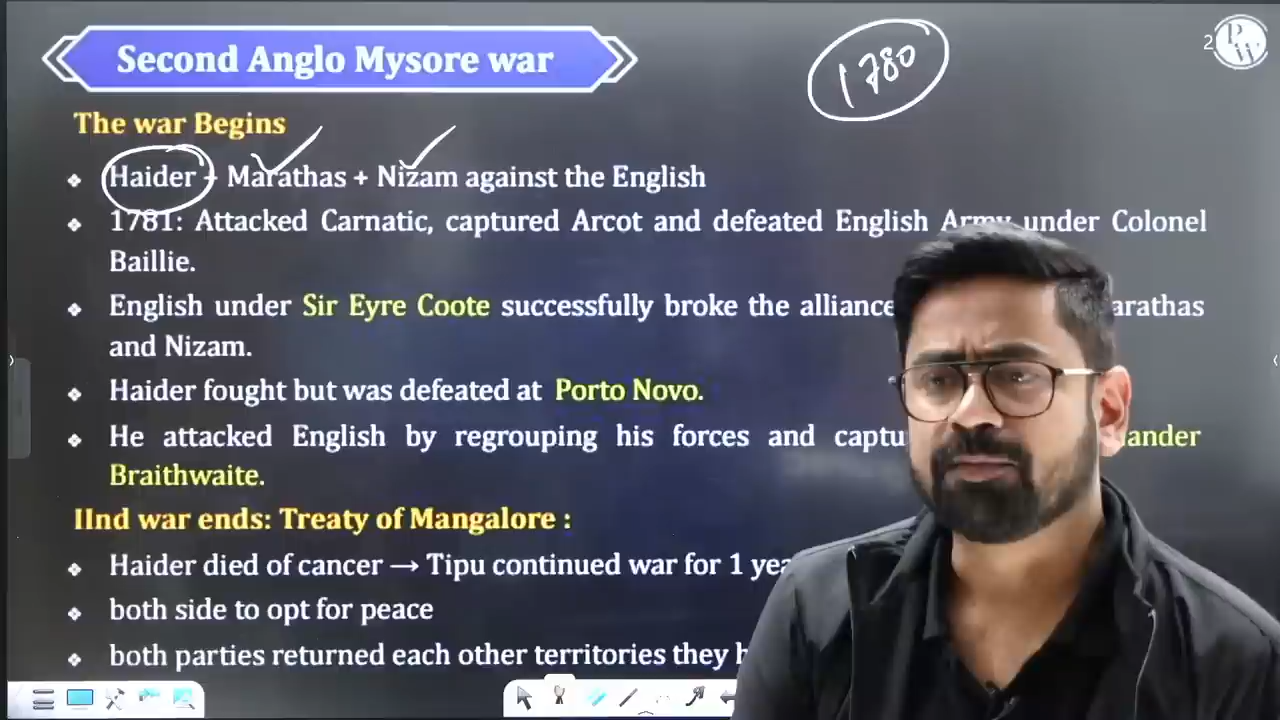 Second Anglo Mysore war
1780
2
PW
The war Begins
❖ Haider + Marathas + Nizam against the English
❖ 1781: Attacked Carnatic, captured Arcot and defeated English Army under Colonel
Baillie.
❖ English under Sir Eyre Coote successfully broke the alliance arathas
and Nizam.
❖ Haider fought but was defeated at Porto Novo.
❖ He attacked English by regrouping his forces and captu ander
Braithwaite.
IInd war ends: Treaty of Mangalore :
❖ Haider died of cancer → Tipu continued war for 1 yea
❖ both side to opt for peace
❖ both parties returned each other territories they h